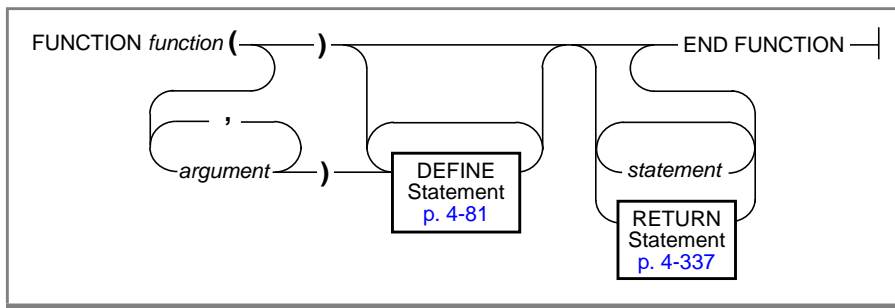 FUNCTION function ( ) END FUNCTION
,
argument )
DEFINE
Statement
p. 4-81
statement
RETURN
Statement
p. 4-337